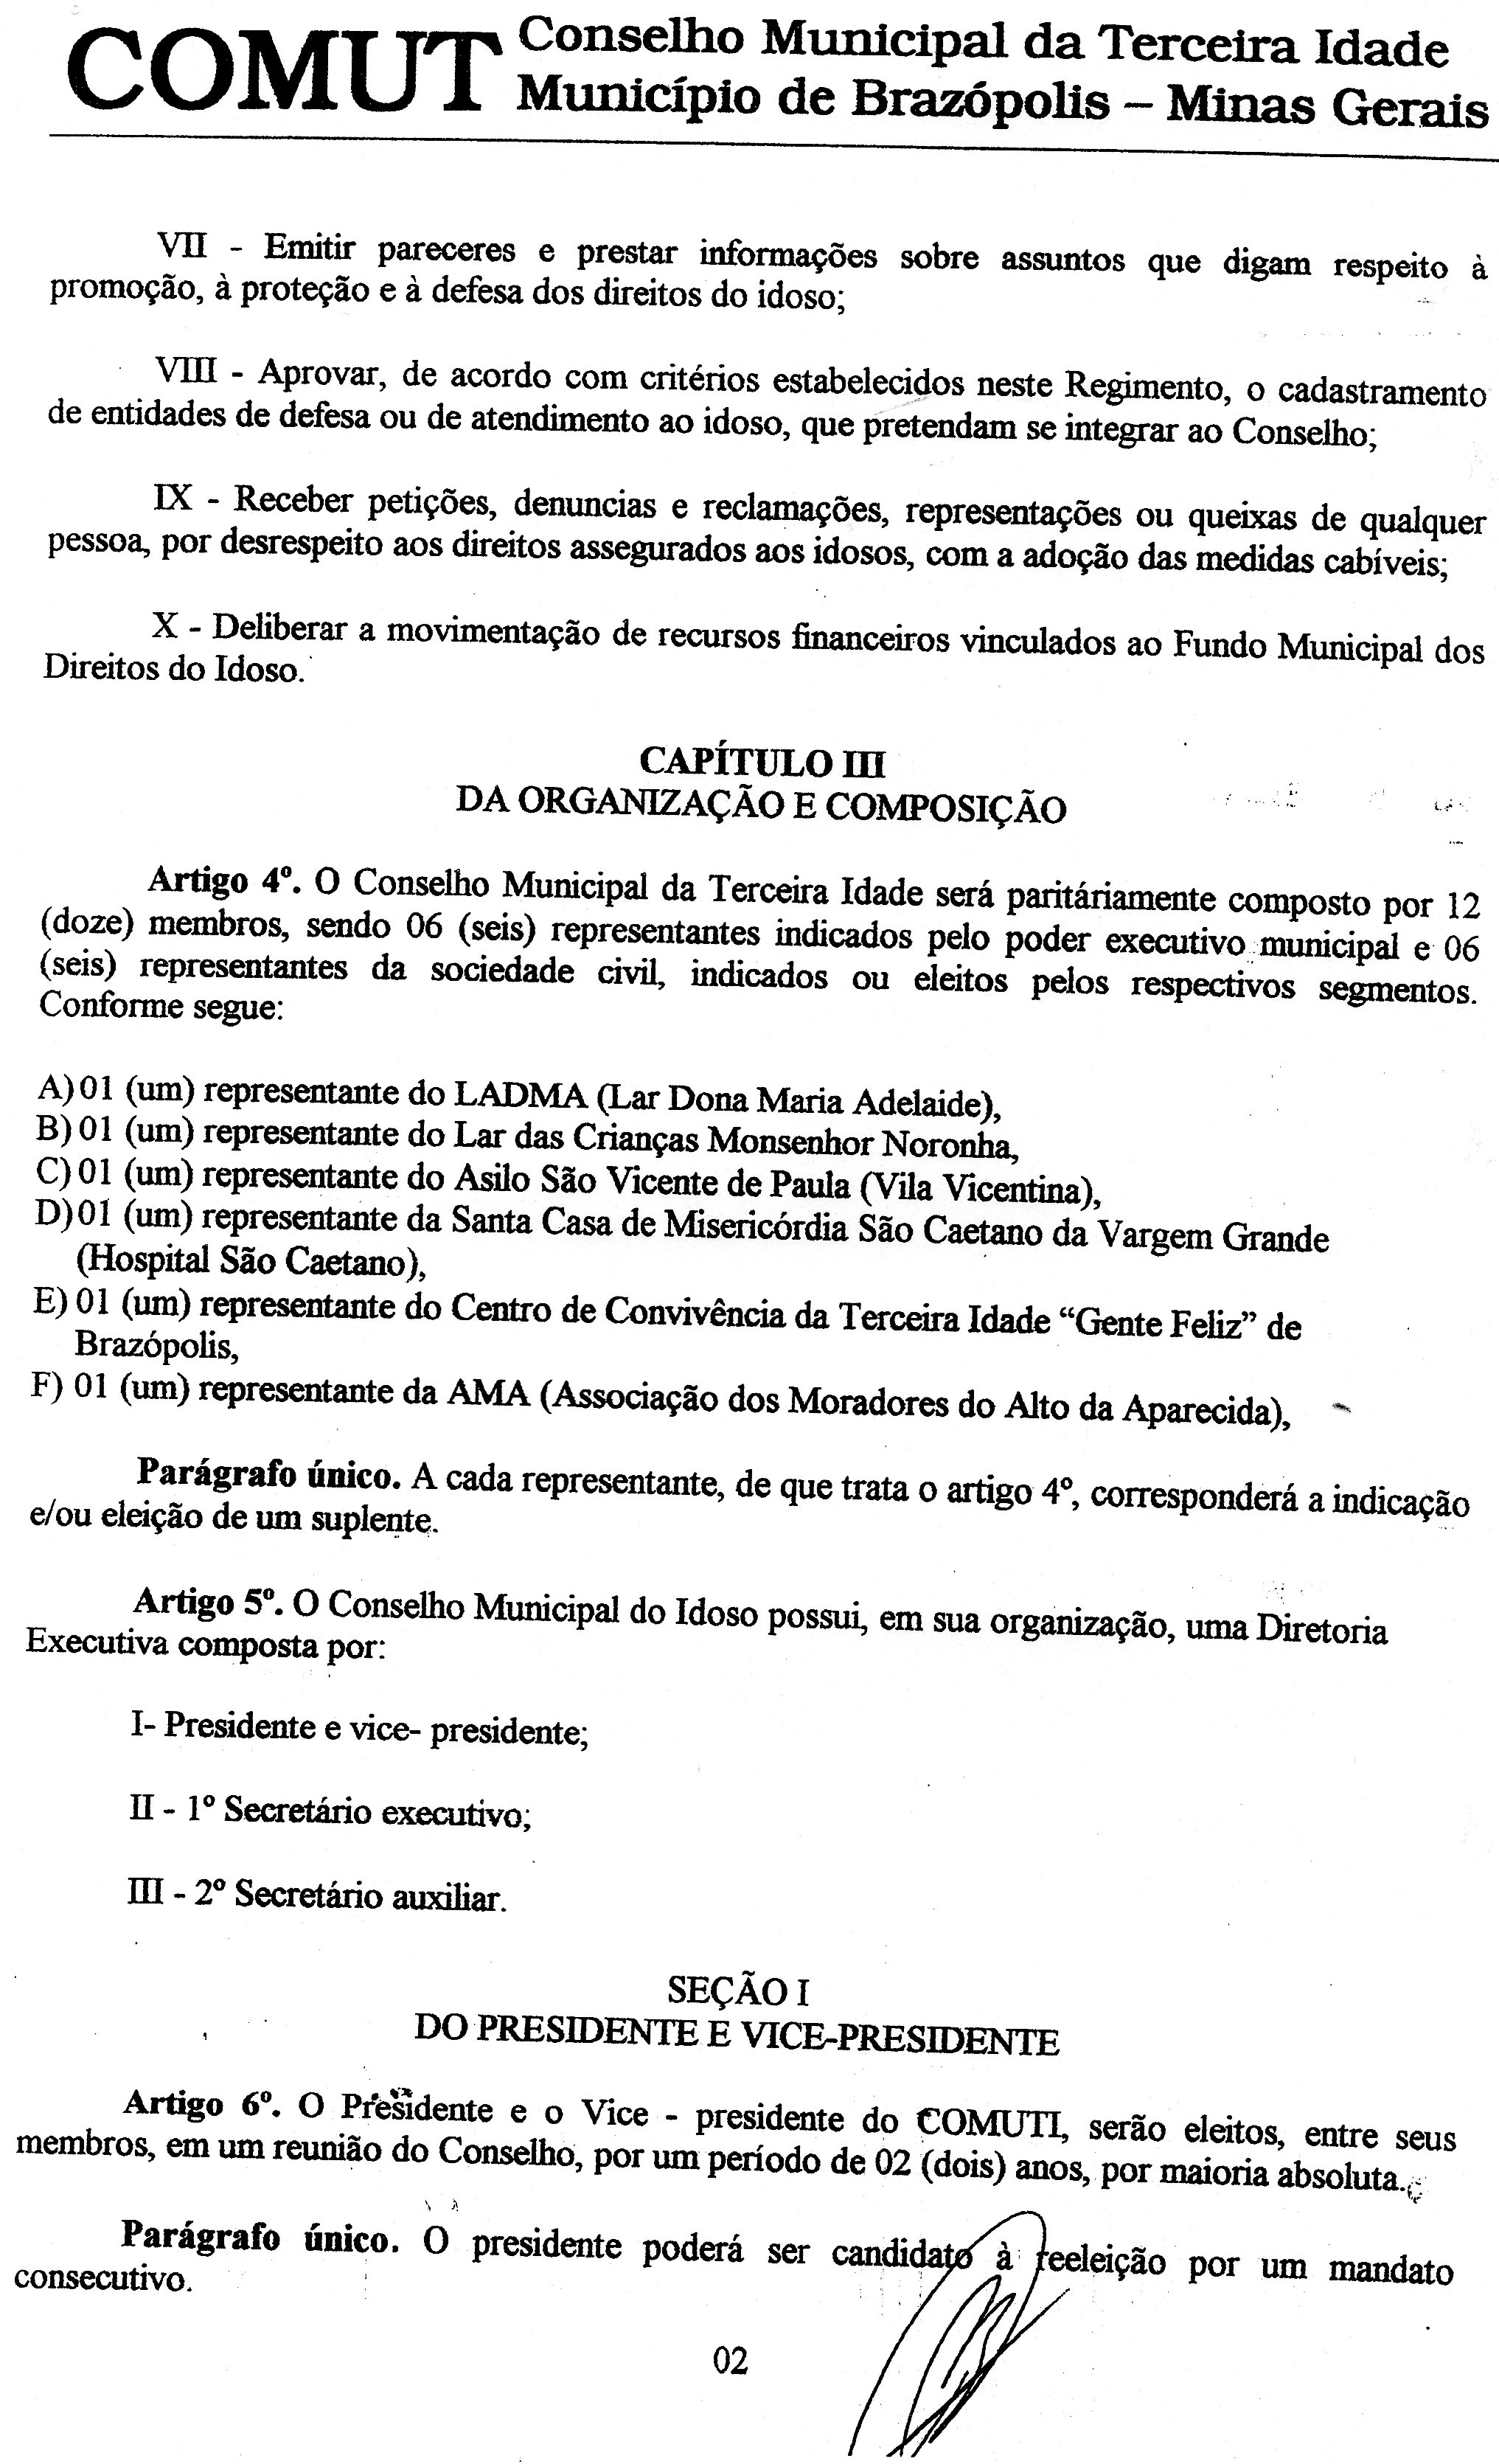 COMUT Conselho Municipal da Terceira Idade
Município de Brazópolis – Minas Gerais
VII - Emitir pareceres e prestar informações sobre assuntos que digam respeito à
promoção, à proteção e à defesa dos direitos do idoso;
VIII - Aprovar, de acordo com critérios estabelecidos neste Regimento, o cadastramento
de entidades de defesa ou de atendimento ao idoso, que pretendam se integrar ao Conselho;
IX - Receber petições, denuncias e reclamações, representações ou queixas de qualquer
pessoa, por desrespeito aos direitos assegurados aos idosos, com a adoção das medidas cabíveis;
X - Deliberar a movimentação de recursos financeiros vinculados ao Fundo Municipal dos
Direitos do Idoso.
CAPÍTULO III
DA ORGANIZAÇÃO E COMPOSIÇÃO
Artigo 4º. O Conselho Municipal da Terceira Idade será paritáriamente composto por 12
(doze) membros, sendo 06 (seis) representantes indicados pelo poder executivo municipal e 06
(seis) representantes da sociedade civil, indicados ou eleitos pelos respectivos segmentos.
Conforme segue:
A) 01 (um) representante do LADMA (Lar Dona Maria Adelaide),
B) 01 (um) representante do Lar das Crianças Monsenhor Noronha,
C) 01 (um) representante do Asilo São Vicente de Paula (Vila Vicentina),
D) 01 (um) representante da Santa Casa de Misericórdia São Caetano da Vargem Grande
(Hospital São Caetano),
E) 01 (um) representante do Centro de Convivência da Terceira Idade “Gente Feliz” de
Brazópolis,
F) 01 (um) representante da AMA (Associação dos Moradores do Alto da Aparecida),
Parágrafo único. A cada representante, de que trata o artigo 4º, corresponderá a indicação
e/ou eleição de um suplente.
Artigo 5º. O Conselho Municipal do Idoso possui, em sua organização, uma Diretoria
Executiva composta por:
I- Presidente e vice- presidente;
II - 1º Secretário executivo;
III - 2º Secretário auxiliar.
SEÇÃO I
DO PRESIDENTE E VICE-PRESIDENTE
Artigo 6º. O Presidente e o Vice - presidente do COMUTI, serão eleitos, entre seus
membros, em um reunião do Conselho, por um período de 02 (dois) anos, por maioria absoluta.
Parágrafo único. O presidente poderá ser candidato à reeleição por um mandato
consecutivo.
02